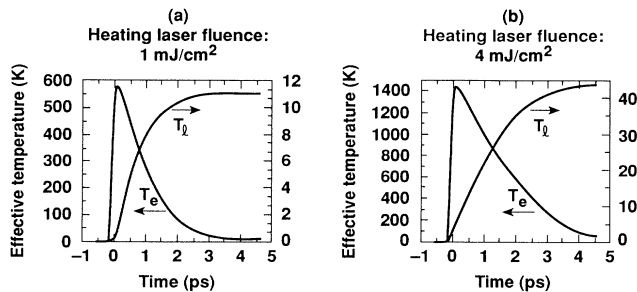 (a)
Heating laser fluence:
1 mJ/cm²
Effective temperature (K)
600
500
400
300
200
100
0
12
10
8
6
4
2
0
Tℓ
Te
−1 0 1 2 3 4 5
Time (ps)
(b)
Heating laser fluence:
4 mJ/cm²
Effective temperature (K)
1400
1200
1000
800
600
400
200
0
40
30
20
10
0
Tℓ
Te
−1 0 1 2 3 4 5
Time (ps)